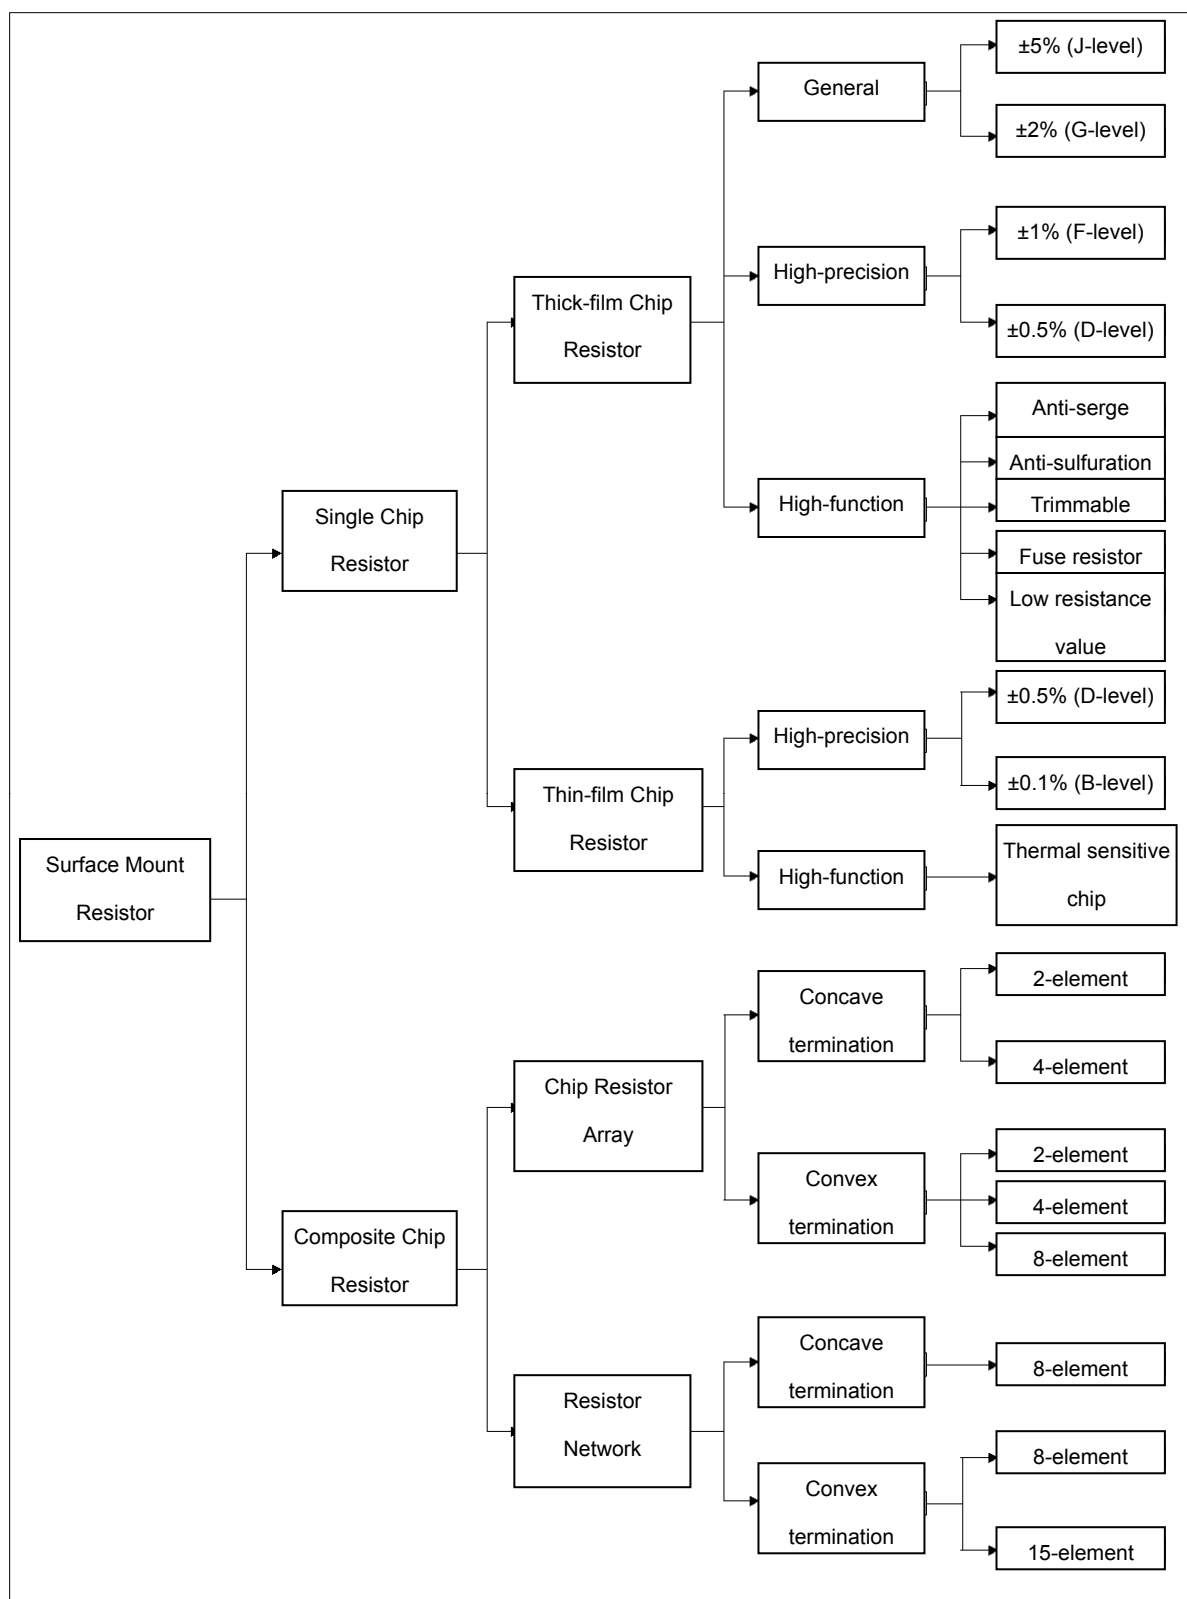 ±5% (J-level)
General
±2% (G-level)
±1% (F-level)
High-precision
Thick-film Chip
Resistor
±0.5% (D-level)
Anti-serge
Anti-sulfuration
High-function
Trimmable
Single Chip
Resistor
Fuse resistor
Low resistance
value
±0.5% (D-level)
High-precision
±0.1% (B-level)
Thin-film Chip
Resistor
Surface Mount
Resistor
Thermal sensitive
chip
High-function
2-element
Concave
termination
4-element
Chip Resistor
Array
2-element
Convex
termination
4-element
8-element
Composite Chip
Resistor
Concave
termination
8-element
Resistor
Network
8-element
Convex
termination
15-element